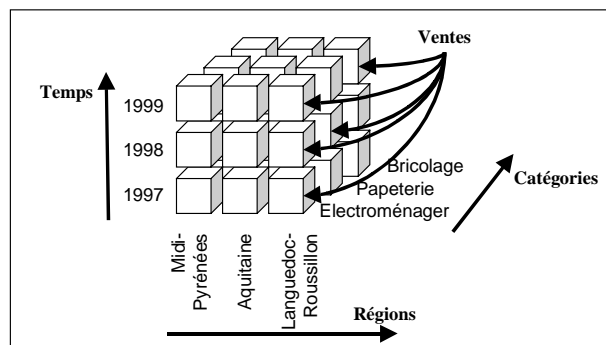 Ventes
Temps
1999
1998
1997
Bricolage
Papeterie
Electroménager
Catégories
Midi-
Pyrénées
Aquitaine
Languedoc-
Roussillon
Régions